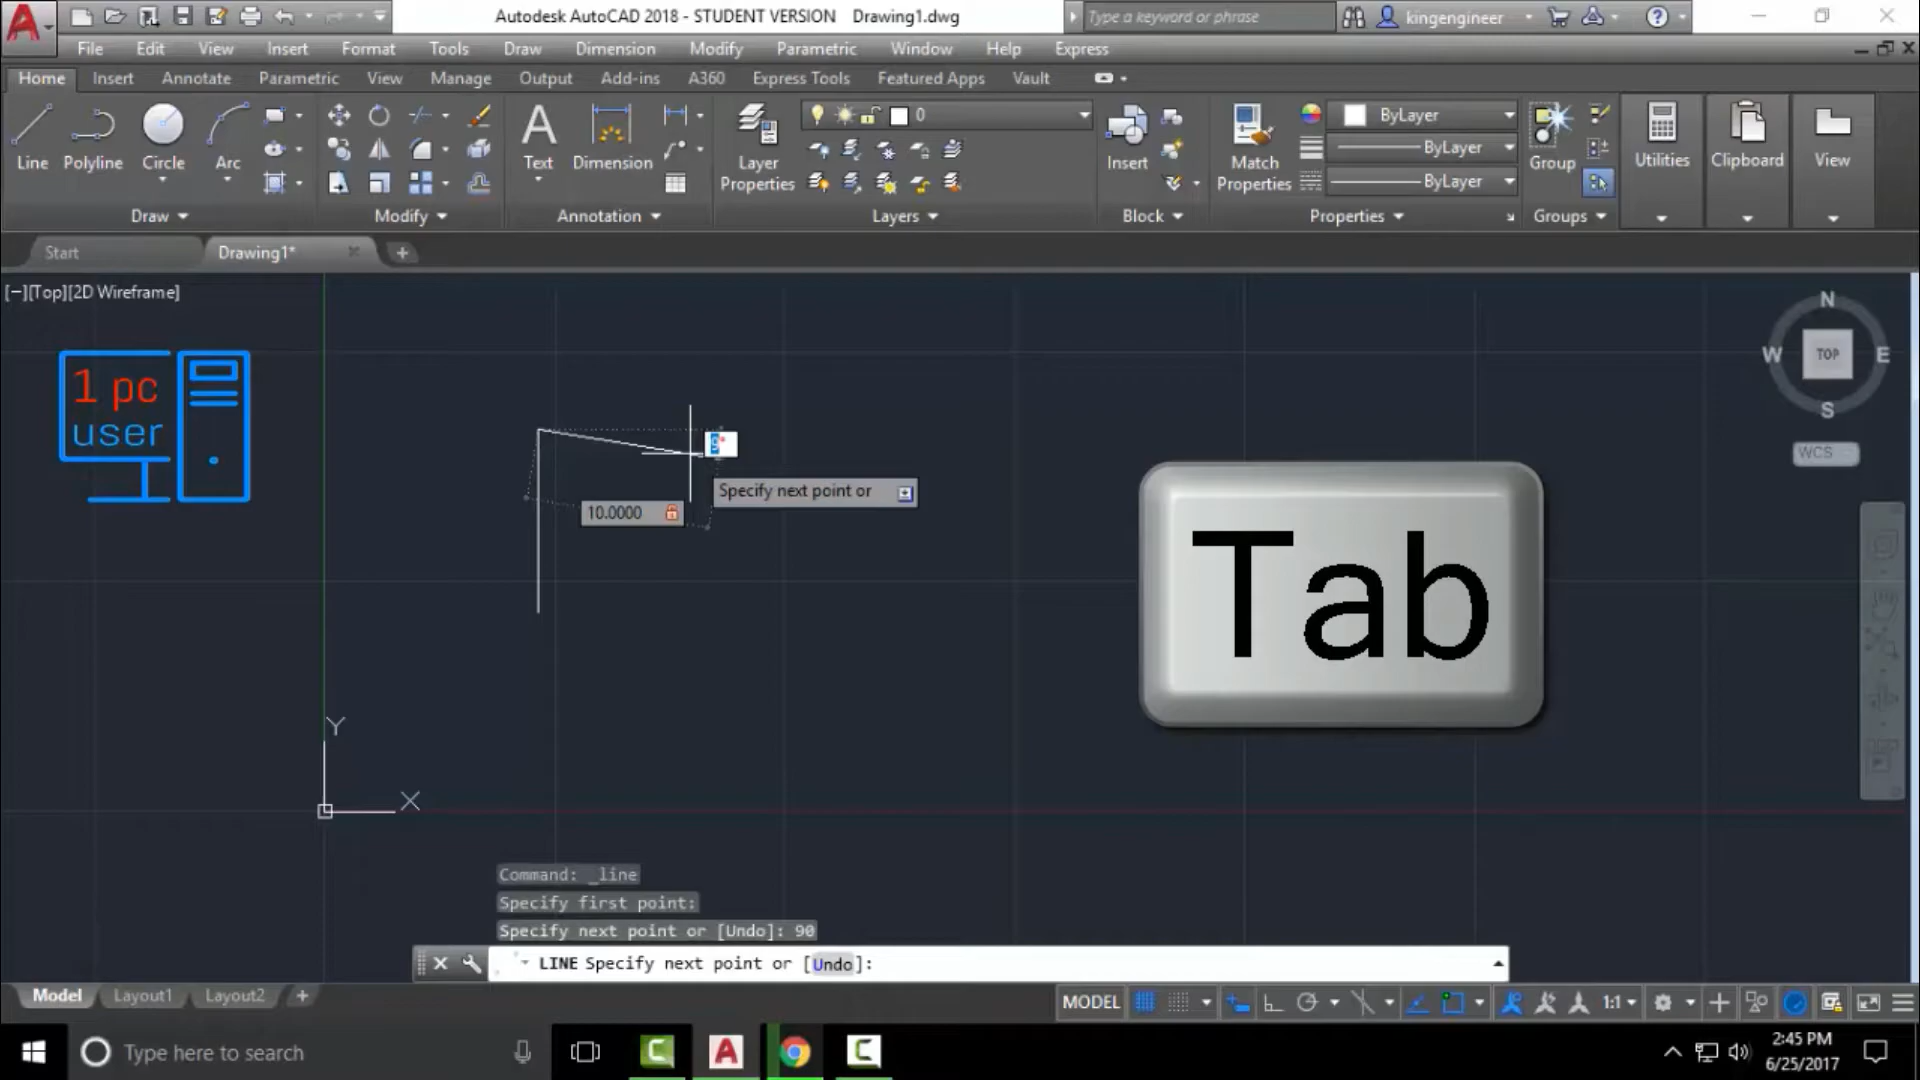 Autodesk AutoCAD 2018 - STUDENT VERSION Drawing1.dwg
Type a keyword or phrase
kingengineer
File Edit View Insert Format Tools Draw Dimension Modify Parametric Window Help Express
Home Insert Annotate Parametric View Manage Output Add-ins A360 Express Tools Featured Apps Vault
0
ByLayer
ByLayer
ByLayer
Line Polyline Circle Arc
Text Dimension
Layer Properties
Insert
Match Properties
Group
Utilities Clipboard View
Draw Modify Annotation Layers Block Properties Groups
Start Drawing1*
[−][Top][2D Wireframe]
1 pc
user
N
W TOP E
S
WCS
9°
Specify next point or
10.0000
Tab
Y
X
Command: _line
Specify first point:
Specify next point or [Undo]: 90
LINE Specify next point or [Undo]:
Model Layout1 Layout2
MODEL 1:1
Type here to search
2:45 PM
6/25/2017